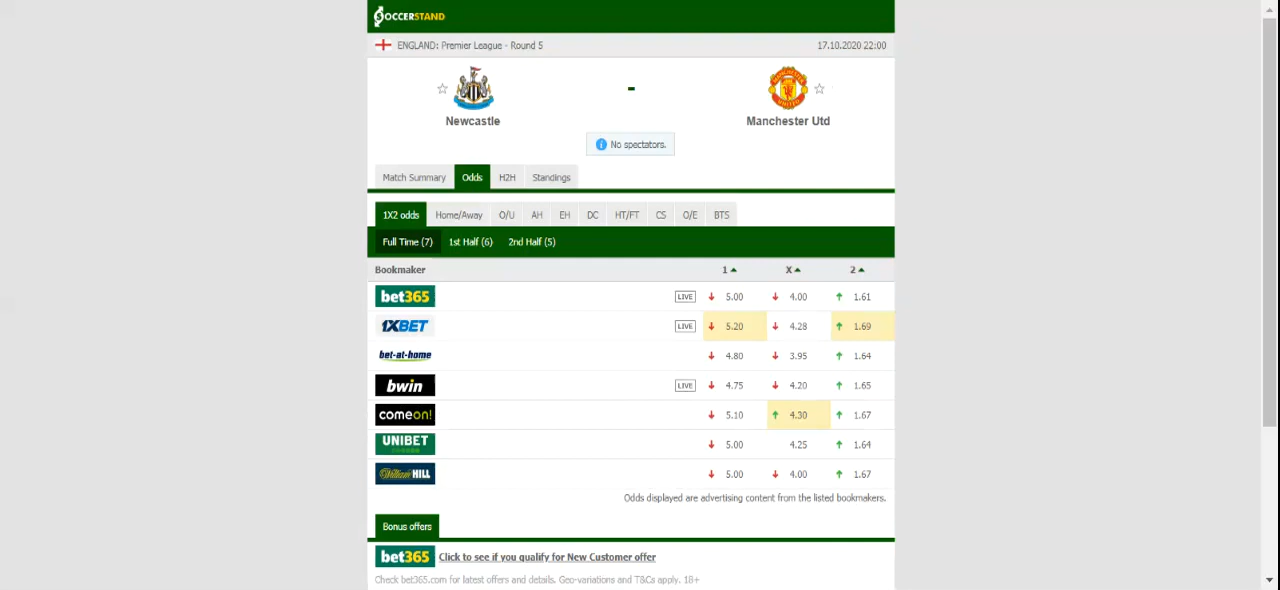 SOCCERSTAND
ENGLAND: Premier League - Round 5 17.10.2020 22:00
-
Newcastle Manchester Utd
No spectators.
Match Summary Odds H2H Standings
1X2 odds Home/Away O/U AH EH DC HT/FT CS O/E BTS
Full Time (7) 1st Half (6) 2nd Half (5)
Bookmaker 1 X 2
bet365 LIVE 5.00 4.00 1.61
1XBET LIVE 5.20 4.28 1.69
bet-at-home 4.80 3.95 1.64
bwin LIVE 4.75 4.20 1.65
comeon! 5.10 4.30 1.67
UNIBET 5.00 4.25 1.64
William HILL 5.00 4.00 1.67
Odds displayed are advertising content from the listed bookmakers.
Bonus offers
bet365 Click to see if you qualify for New Customer offer
Check bet365.com for latest offers and details. Geo-variations and T&Cs apply. 18+